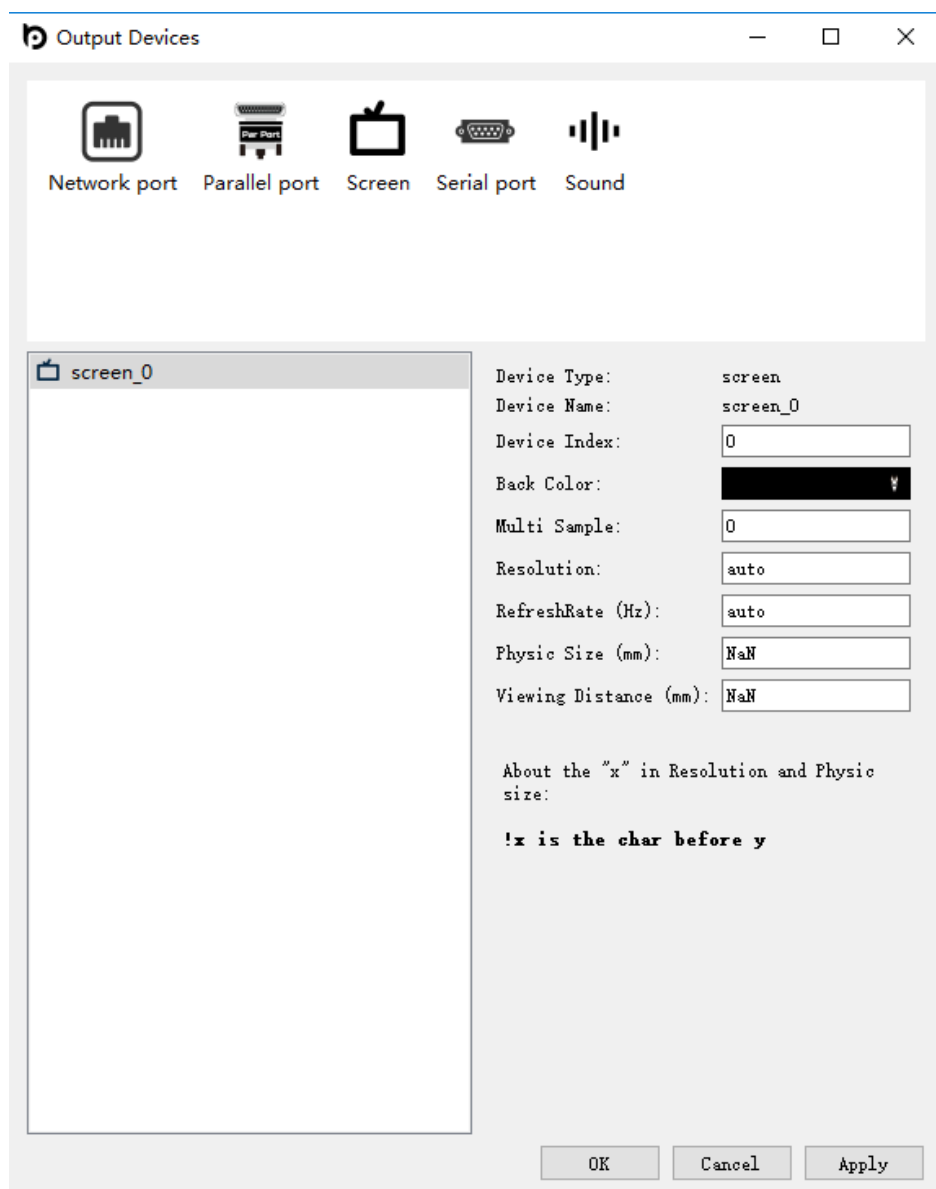 Output Devices
Per Port
Network port Parallel port Screen Serial port Sound
screen_0
Device Type: screen
Device Name: screen_0
Device Index: 0
Back Color:
Multi Sample: 0
Resolution: auto
RefreshRate (Hz): auto
Physic Size (mm): NaN
Viewing Distance (mm): NaN
About the "x" in Resolution and Physic
size:
!x is the char before y
OK Cancel Apply